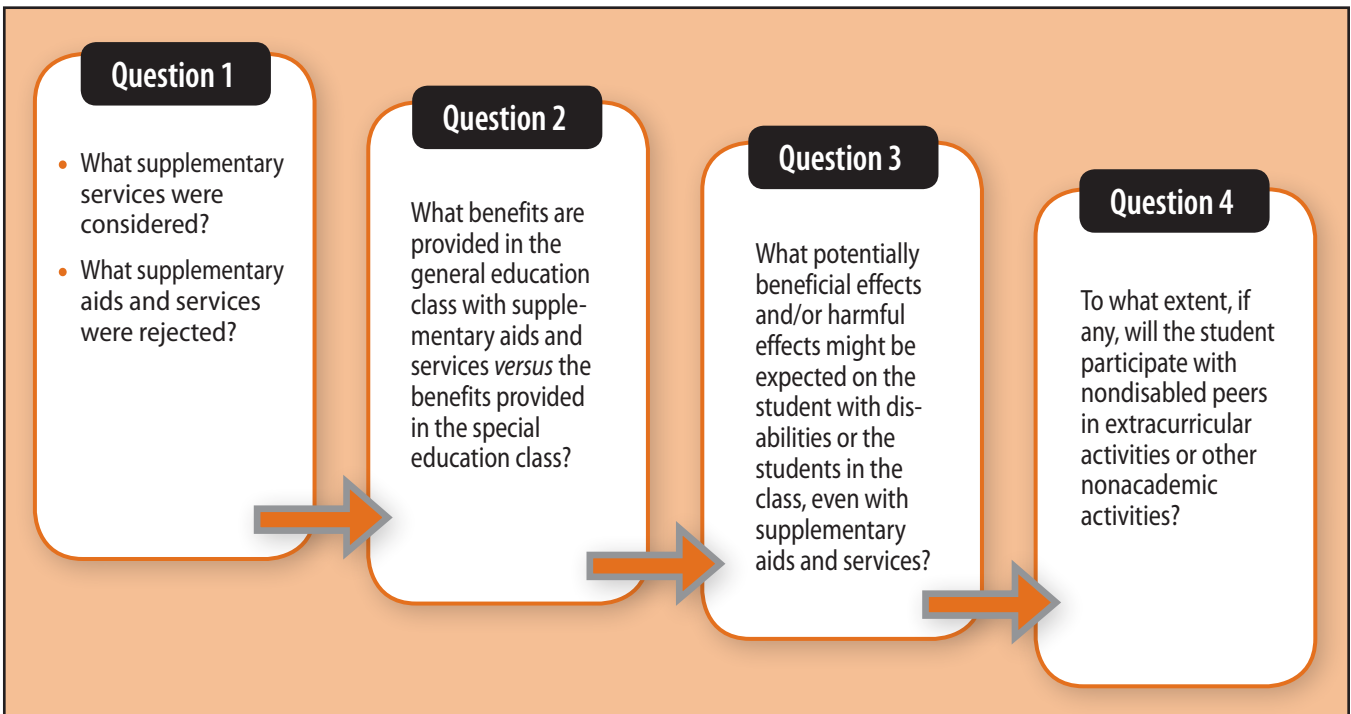 Question 1
• What supplementary
services were
considered?
• What supplementary
aids and services
were rejected?
Question 2
What benefits are
provided in the
general education
class with supple-
mentary aids and
services versus the
benefits provided
in the special
education class?
Question 3
What potentially
beneficial effects
and/or harmful
effects might be
expected on the
student with dis-
abilities or the
students in the
class, even with
supplementary
aids and services?
Question 4
To what extent, if
any, will the student
participate with
nondisabled peers
in extracurricular
activities or other
nonacademic
activities?